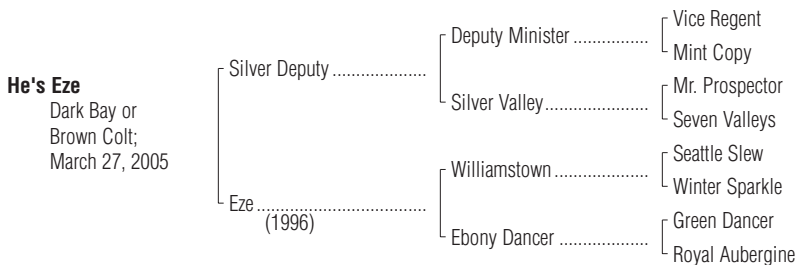 Vice Regent
Deputy Minister .................
Mint Copy
Silver Deputy ....................
Mr. Prospector
Silver Valley ......................
Seven Valleys
He's Eze
Dark Bay or
Brown Colt;
March 27, 2005
Seattle Slew
Williamstown ....................
Winter Sparkle
Eze ....................................
(1996)
Green Dancer
Ebony Dancer ...................
Royal Aubergine